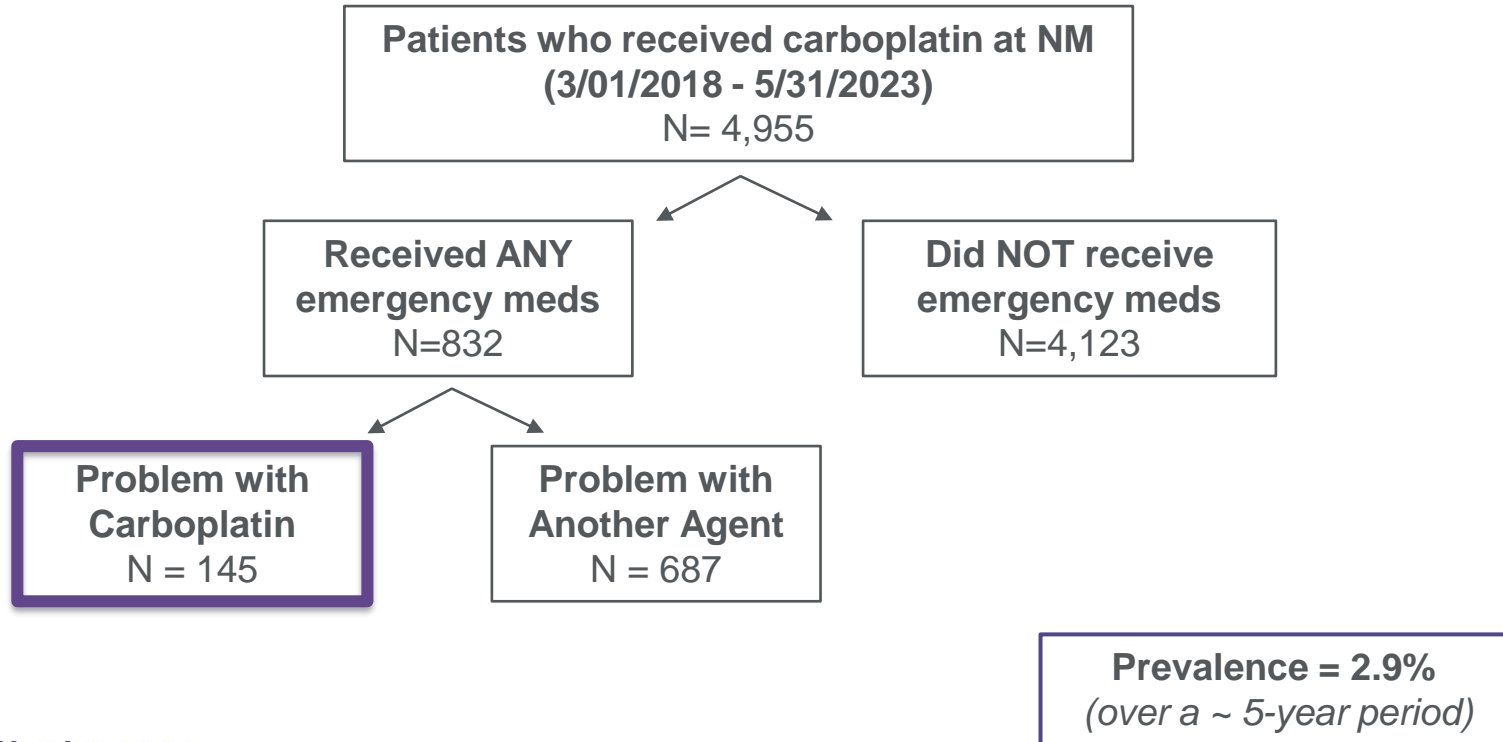 Patients who received carboplatin at NM
(3/01/2018 - 5/31/2023)
N= 4,955
Received ANY
emergency meds
N=832
Did NOT receive
emergency meds
N=4,123
Problem with
Carboplatin
N = 145
Problem with
Another Agent
N = 687
Prevalence = 2.9%
(over a ~ 5-year period)